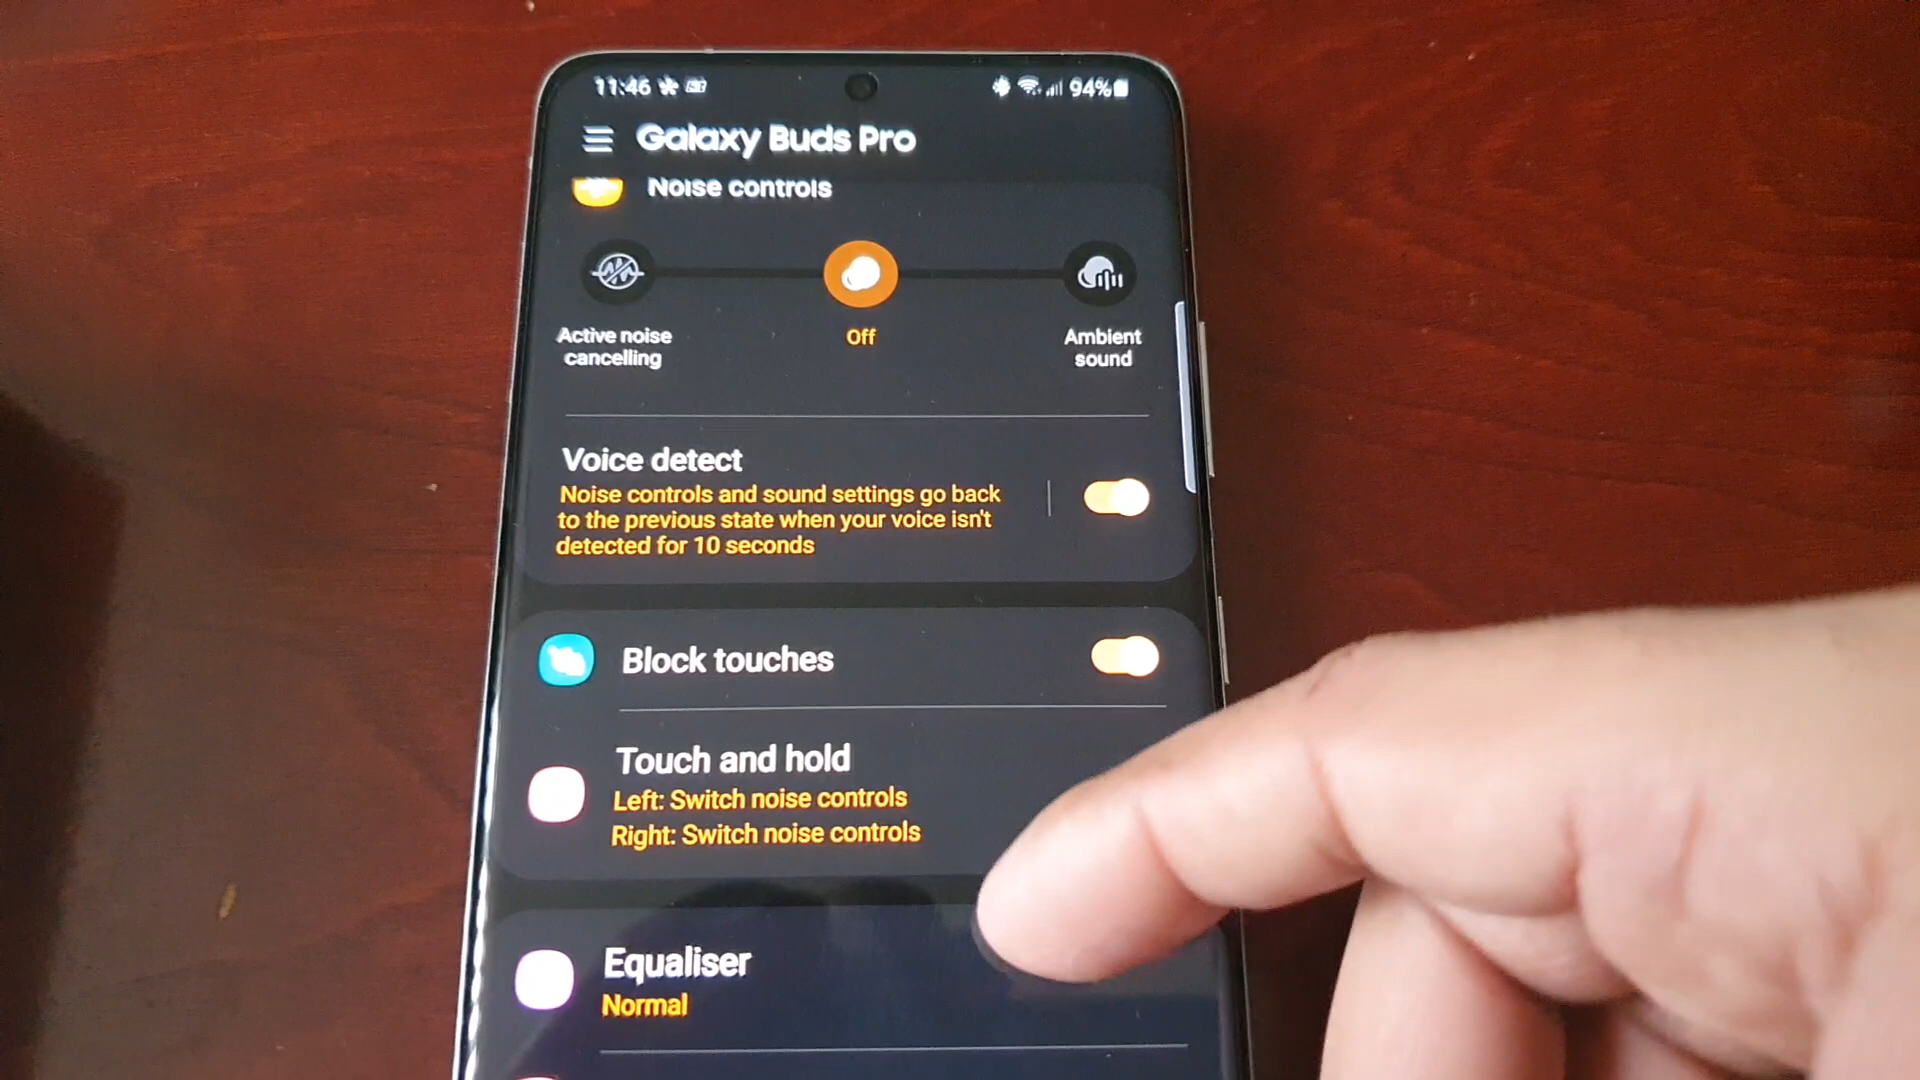 11:46
94%
Galaxy Buds Pro
Noise controls
Active noise
cancelling
Off
Ambient
sound
Voice detect
Noise controls and sound settings go back
to the previous state when your voice isn't
detected for 10 seconds
Block touches
Touch and hold
Left: Switch noise controls
Right: Switch noise controls
Equaliser
Normal